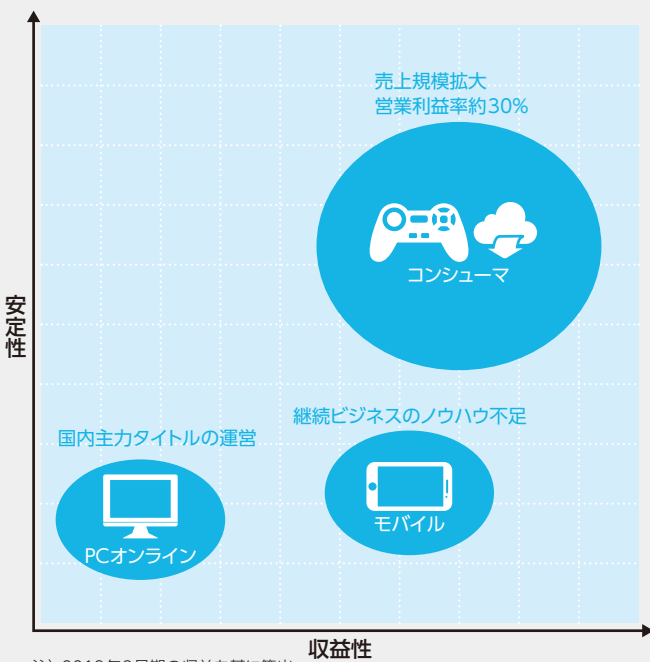 売上規模拡大
営業利益率約30%
コンシューマ
安定性
継続ビジネスのノウハウ不足
国内主力タイトルの運営
モバイル
PCオンライン
収益性